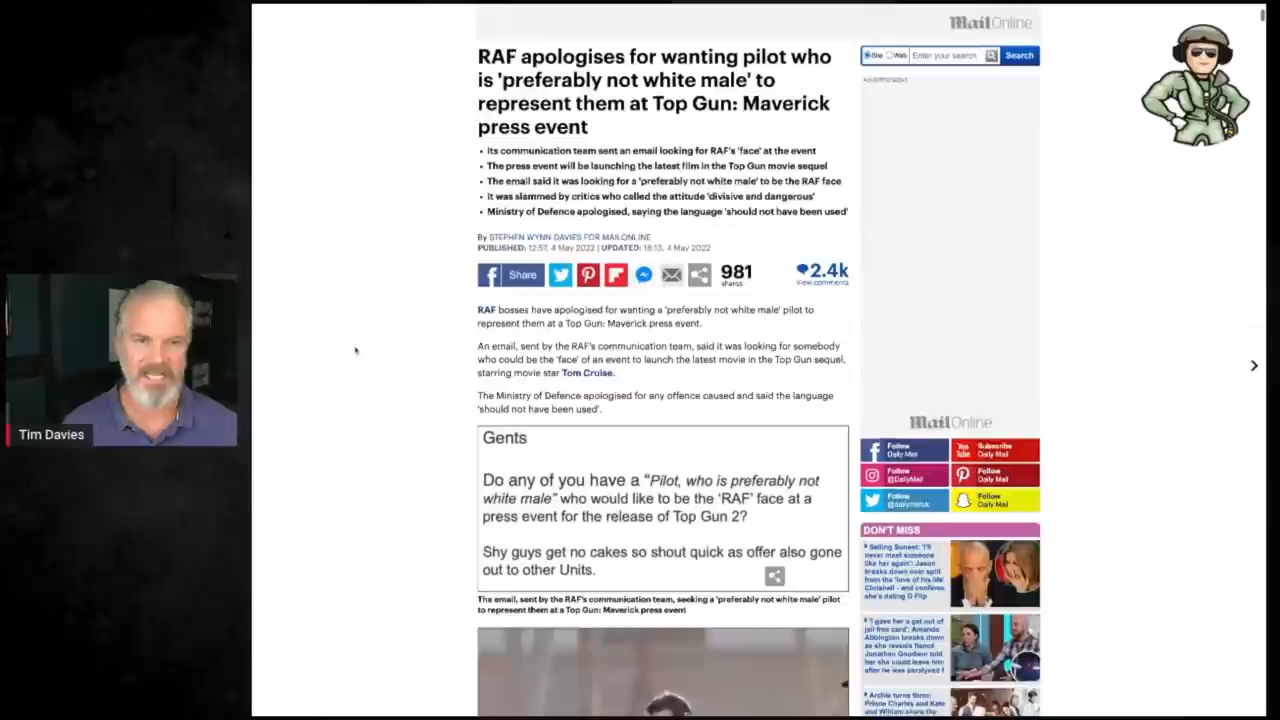 MailOnline
RAF apologises for wanting pilot who
is 'preferably not white male' to
represent them at Top Gun: Maverick
press event
Its communication team sent an email looking for RAF's 'face' at the event
The press event will be launching the latest film in the Top Gun movie sequel
The email said it was looking for a 'preferably not white male' to be the RAF face
It was slammed by critics who called the attitude 'divisive and dangerous'
Ministry of Defence apologised, saying the language 'should not have been used'
By STEPHEN WYNN DAVIES FOR MAILONLINE
PUBLISHED: 12:57, 4 May 2022 | UPDATED: 18:13, 4 May 2022
Share
981
shares
2.4k
View comments
RAF bosses have apologised for wanting a 'preferably not white male' pilot to
represent them at a Top Gun: Maverick press event.
An email, sent by the RAF's communication team, said it was looking for somebody
who could be the 'face' of an event to launch the latest movie in the Top Gun sequel,
starring movie star Tom Cruise.
The Ministry of Defence apologised for any offence caused and said the language
'should not have been used'.
Gents
Do any of you have a "Pilot, who is preferably not
white male" who would like to be the 'RAF' face at a
press event for the release of Top Gun 2?
Shy guys get no cakes so shout quick as offer also gone
out to other Units.
The email, sent by the RAF's communication team, seeking a 'preferably not white male' pilot
to represent them at a Top Gun: Maverick press event
Site Web Enter your search Search
ADVERTISEMENT
MailOnline
Follow
Daily Mail
You
Tube
Subscribe
Daily Mail
Follow
@DailyMail
Follow
Daily Mail
Follow
@dailymailuk
Follow
Daily Mail
DON'T MISS
Selling Sunset: 'I'll
never meet someone
like her again': Jason
breaks down over split
from the 'love of his life'
Chrishell - and confirms
she's dating G Flip
'I gave her a get out of
jail free card': Amanda
Abbington breaks down
as she reveals fiancé
Jonathan Goodwin told
her she could leave him
after he was paralysed f
Archie turns three:
Prince Charles and Kate
and William share the
Tim Davies